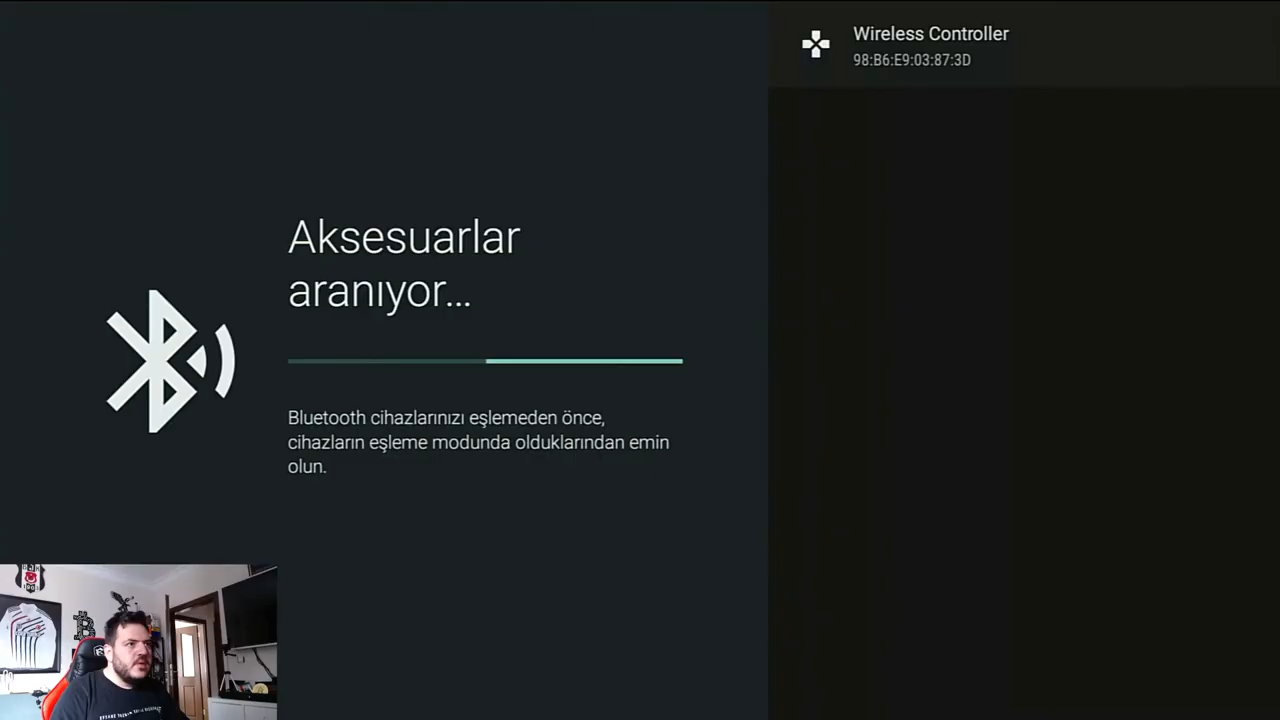 Wireless Controller
98:B6:E9:03:87:3D
Aksesuarlar
aranıyor...
Bluetooth cihazlarınızı eşlemeden önce,
cihazların eşleme modunda olduklarından emin
olun.